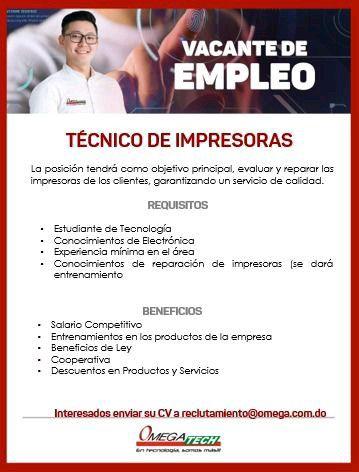 VACANTE DE
EMPLEO
TÉCNICO DE IMPRESORAS
La posición tendrá como objetivo principal, evaluar y reparar las
impresoras de los clientes, garantizando un servicio de calidad.
REQUISITOS
• Estudiante de Tecnología
• Conocimientos de Electrónica
• Experiencia mínima en el área
• Conocimientos de reparación de impresoras (se dará
entrenamiento
BENEFICIOS
• Salario Competitivo
• Entrenamientos en los productos de la empresa
• Beneficios de Ley
• Cooperativa
• Descuentos en Productos y Servicios
Interesados enviar su CV a reclutamiento@omega.com.do
OMEGATECH
En tecnología, somos más!!!